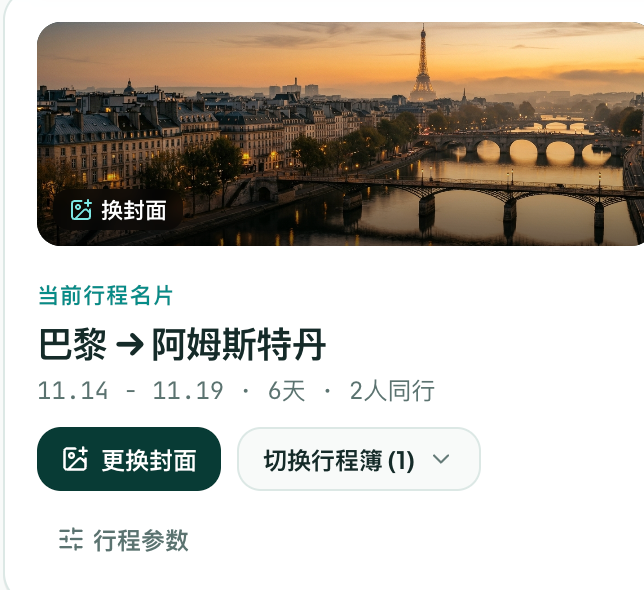 换封面
当前行程名片
巴黎 → 阿姆斯特丹
11.14 - 11.19 · 6天 · 2人同行
更换封面
切换行程簿 (1)
行程参数